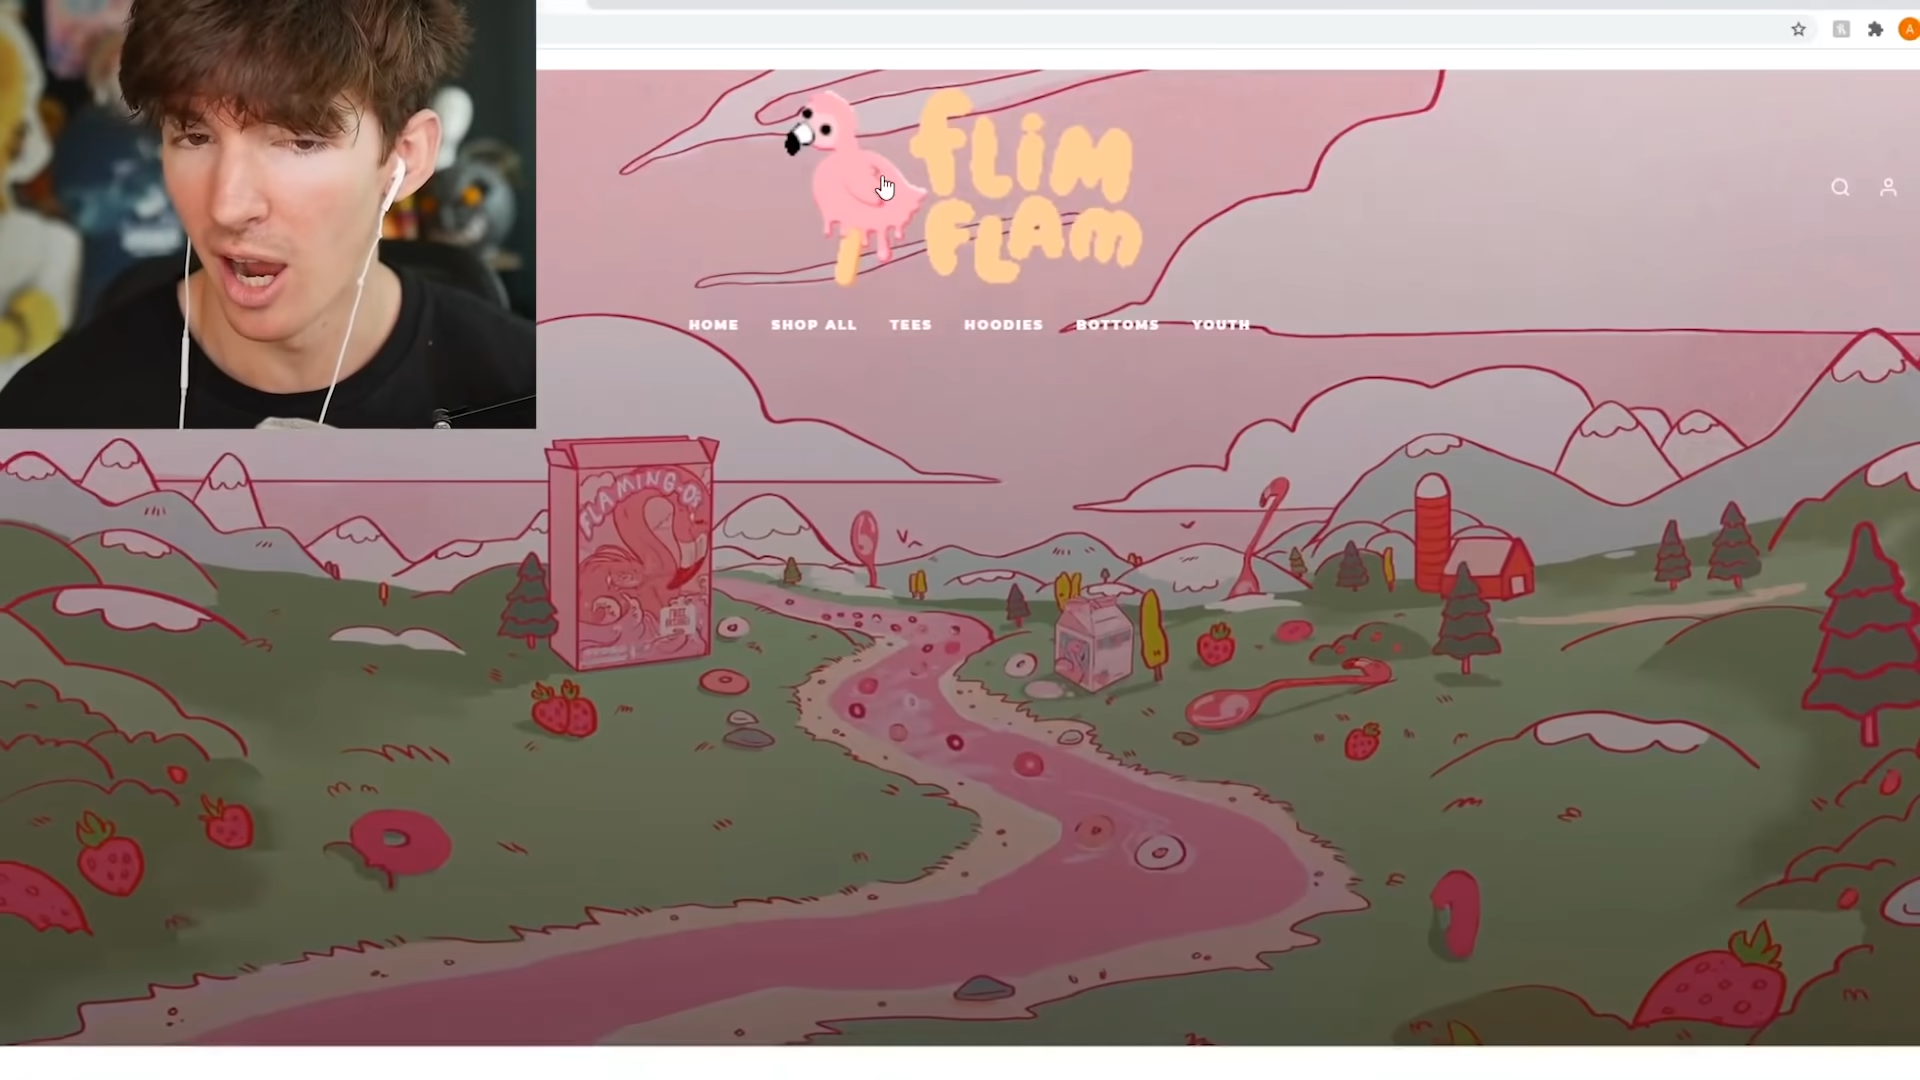 A
fLiM
FLAM
HOME SHOP ALL TEES HOODIES BOTTOMS YOUTH
FLAMING-O's